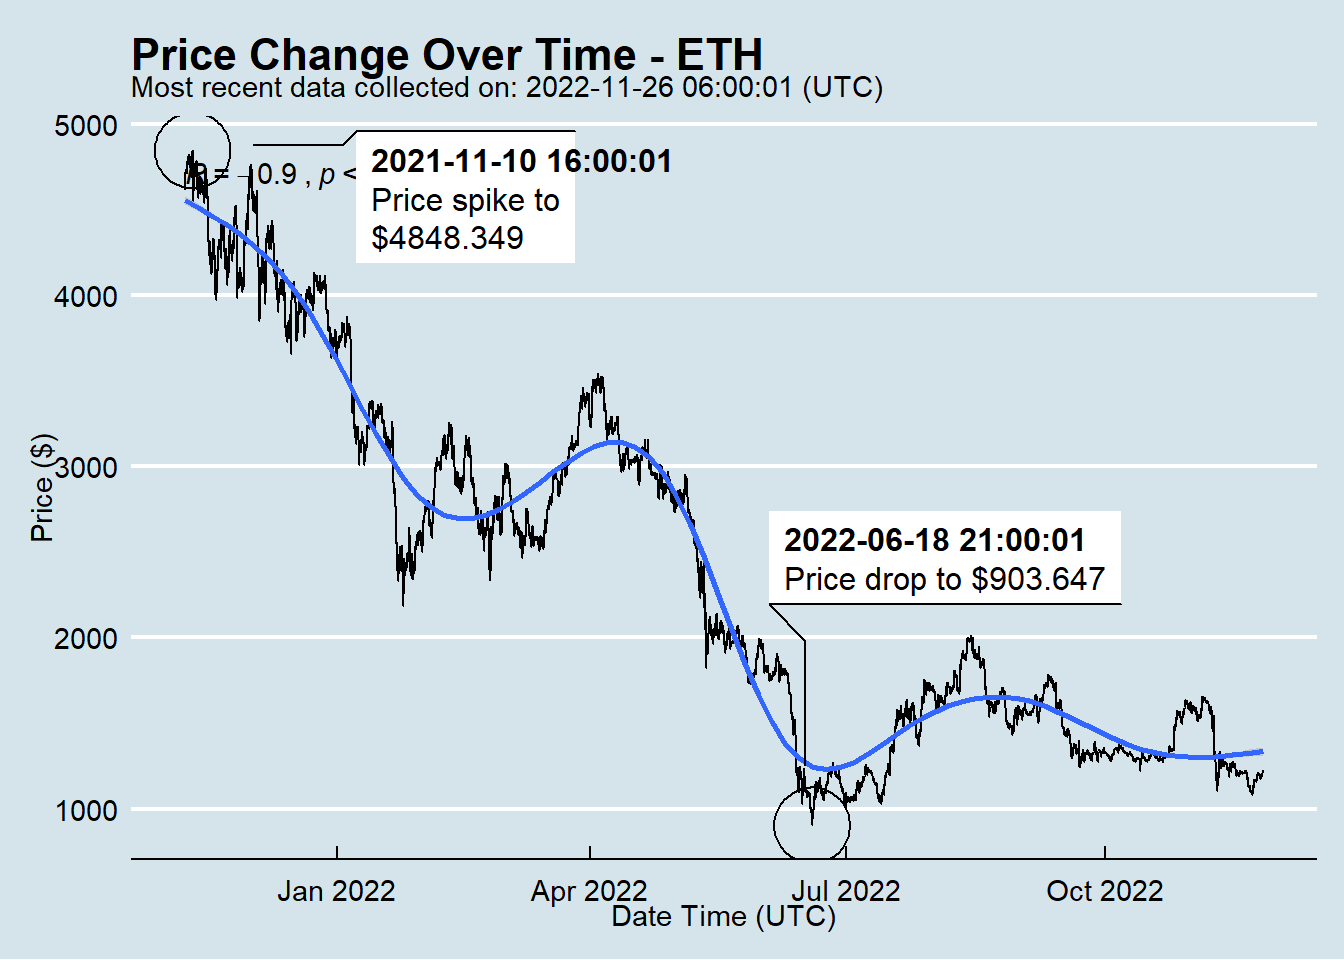 Price Change Over Time - ETH
Most recent data collected on: 2022-11-26 06:00:01 (UTC)
5000
4000
3000
2000
1000
Price ($)
= −0.9 , p <
2021-11-10 16:00:01
Price spike to
$4848.349
2022-06-18 21:00:01
Price drop to $903.647
Jan 2022
Apr 2022
Jul 2022
Oct 2022
Date Time (UTC)